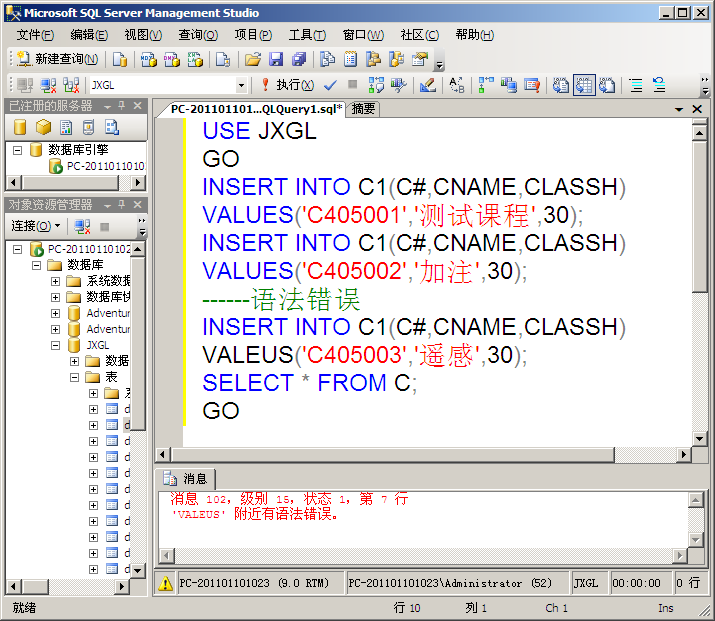 Microsoft SQL Server Management Studio
文件(F) 编辑(E) 视图(V) 查询(Q) 项目(P) 工具(T) 窗口(W) 社区(C) 帮助(H)
新建查询(N)
JXGL 执行(X)
已注册的服务器
数据库引擎
PC-2011011010
对象资源管理器
连接(O)
PC-20110110102
数据库
系统数据
数据库快
Adventur
Adventur
JXGL
数据
表
PC-201101101...QLQuery1.sql* 摘要
USE JXGL
GO
INSERT INTO C1(C#,CNAME,CLASSH)
VALUES('C405001','测试课程',30);
INSERT INTO C1(C#,CNAME,CLASSH)
VALUES('C405002','加注',30);
------语法错误
INSERT INTO C1(C#,CNAME,CLASSH)
VALEUS('C405003','遥感',30);
SELECT * FROM C;
GO
消息
消息 102，级别 15，状态 1，第 7 行
'VALEUS' 附近有语法错误。
PC-201101101023 (9.0 RTM) PC-201101101023\Administrator (52) JXGL 00:00:00 0 行
就绪 行 10 列 1 Ch 1 Ins